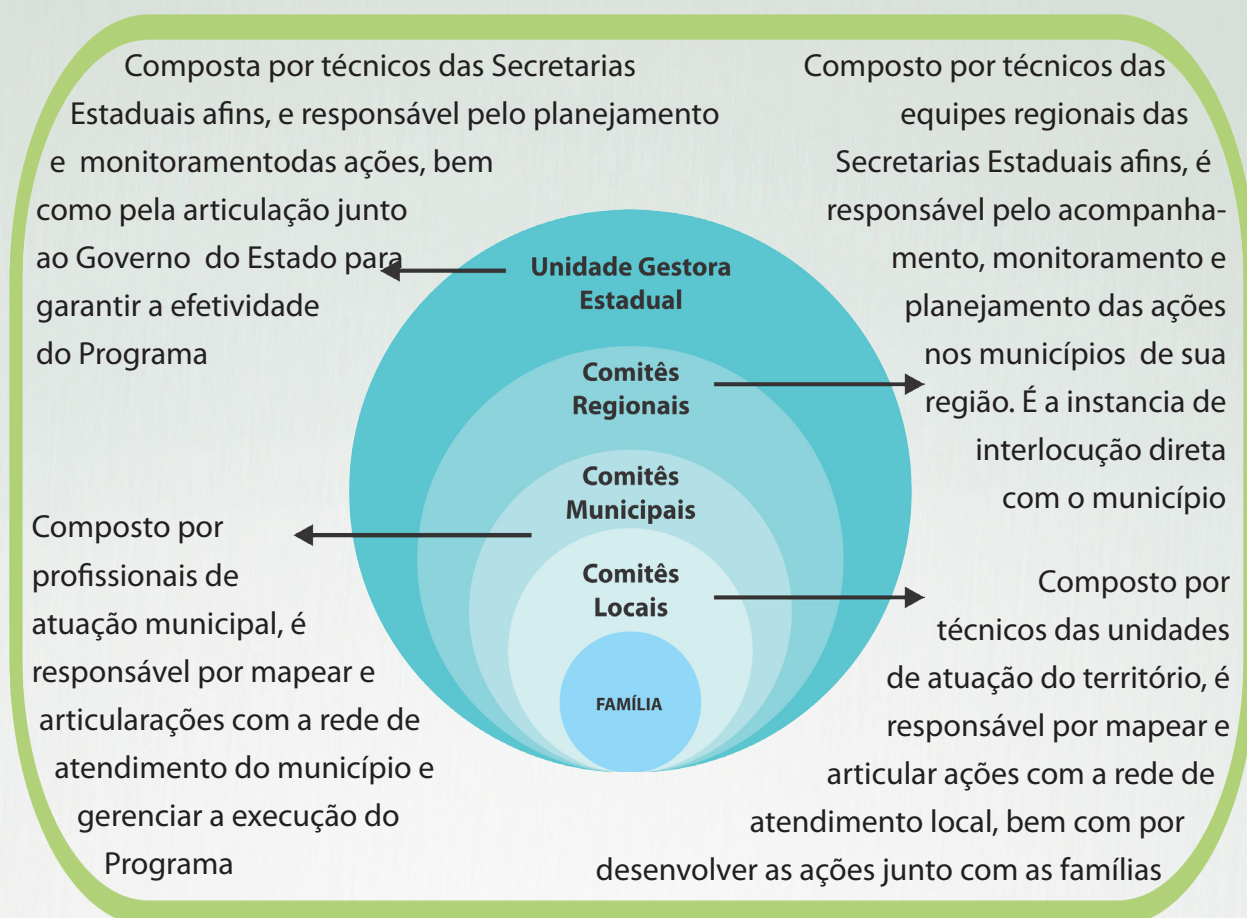 Composta por técnicos das Secretarias
Estaduais afins, e responsável pelo planejamento
e monitoramentodas ações, bem
como pela articulação junto
ao Governo do Estado para
garantir a efetividade
do Programa
Composto por técnicos das
equipes regionais das
Secretarias Estaduais afins, é
responsável pelo acompanha-
mento, monitoramento e
planejamento das ações
nos municípios de sua
região. É a instancia de
interlocução direta
com o município
Unidade Gestora
Estadual
Comitês
Regionais
Comitês
Municipais
Comitês
Locais
FAMÍLIA
Composto por
profissionais de
atuação municipal, é
responsável por mapear e
articularações com a rede de
atendimento do município e
gerenciar a execução do
Programa
Composto por
técnicos das unidades
de atuação do território, é
responsável por mapear e
articular ações com a rede de
atendimento local, bem com por
desenvolver as ações junto com as famílias